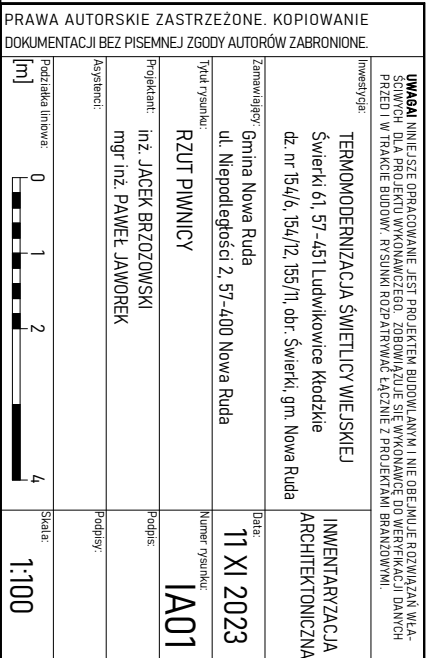 PRAWA AUTORSKIE ZASTRZEŻONE. KOPIOWANIE
DOKUMENTACJI BEZ PISEMNEJ ZGODY AUTORÓW ZABRONIONE.
UWAGA! NINIEJSZE OPRACOWANIE JEST PROJEKTEM BUDOWLANYM I NIE OBEJMUJE ROZWIĄZAŃ WŁA-
ŚCIWYCH DLA PROJEKTU WYKONAWCZEGO. ZOBOWIĄZUJE SIĘ WYKONAWCĘ DO WERYFIKACJI DANYCH
PRZED I W TRAKCIE BUDOWY. RYSUNKI ROZPATRYWAĆ ŁĄCZNIE Z PROJEKTAMI BRANŻOWYMI.
Inwestycja:
TERMOMODERNIZACJA ŚWIETLICY WIEJSKIEJ
Świerki 61, 57-451 Ludwikowice Kłodzkie
dz. nr 154/6, 154/12, 155/11, obr. Świerki, gm. Nowa Ruda
INWENTARYZACJA
ARCHITEKTONICZNA
Zamawiający:
Gmina Nowa Ruda
ul. Niepodległości 2, 57-400 Nowa Ruda
Data:
11 XI 2023
Tytuł rysunku:
RZUT PIWNICY
Numer rysunku:
IA01
Projektant:
inż. JACEK BRZOZOWSKI
mgr inż. PAWEŁ JAWOREK
Podpis:
Asystenci:
Podpisy:
Podziałka liniowa:
[m]
0 1 2 4
Skala:
1:100